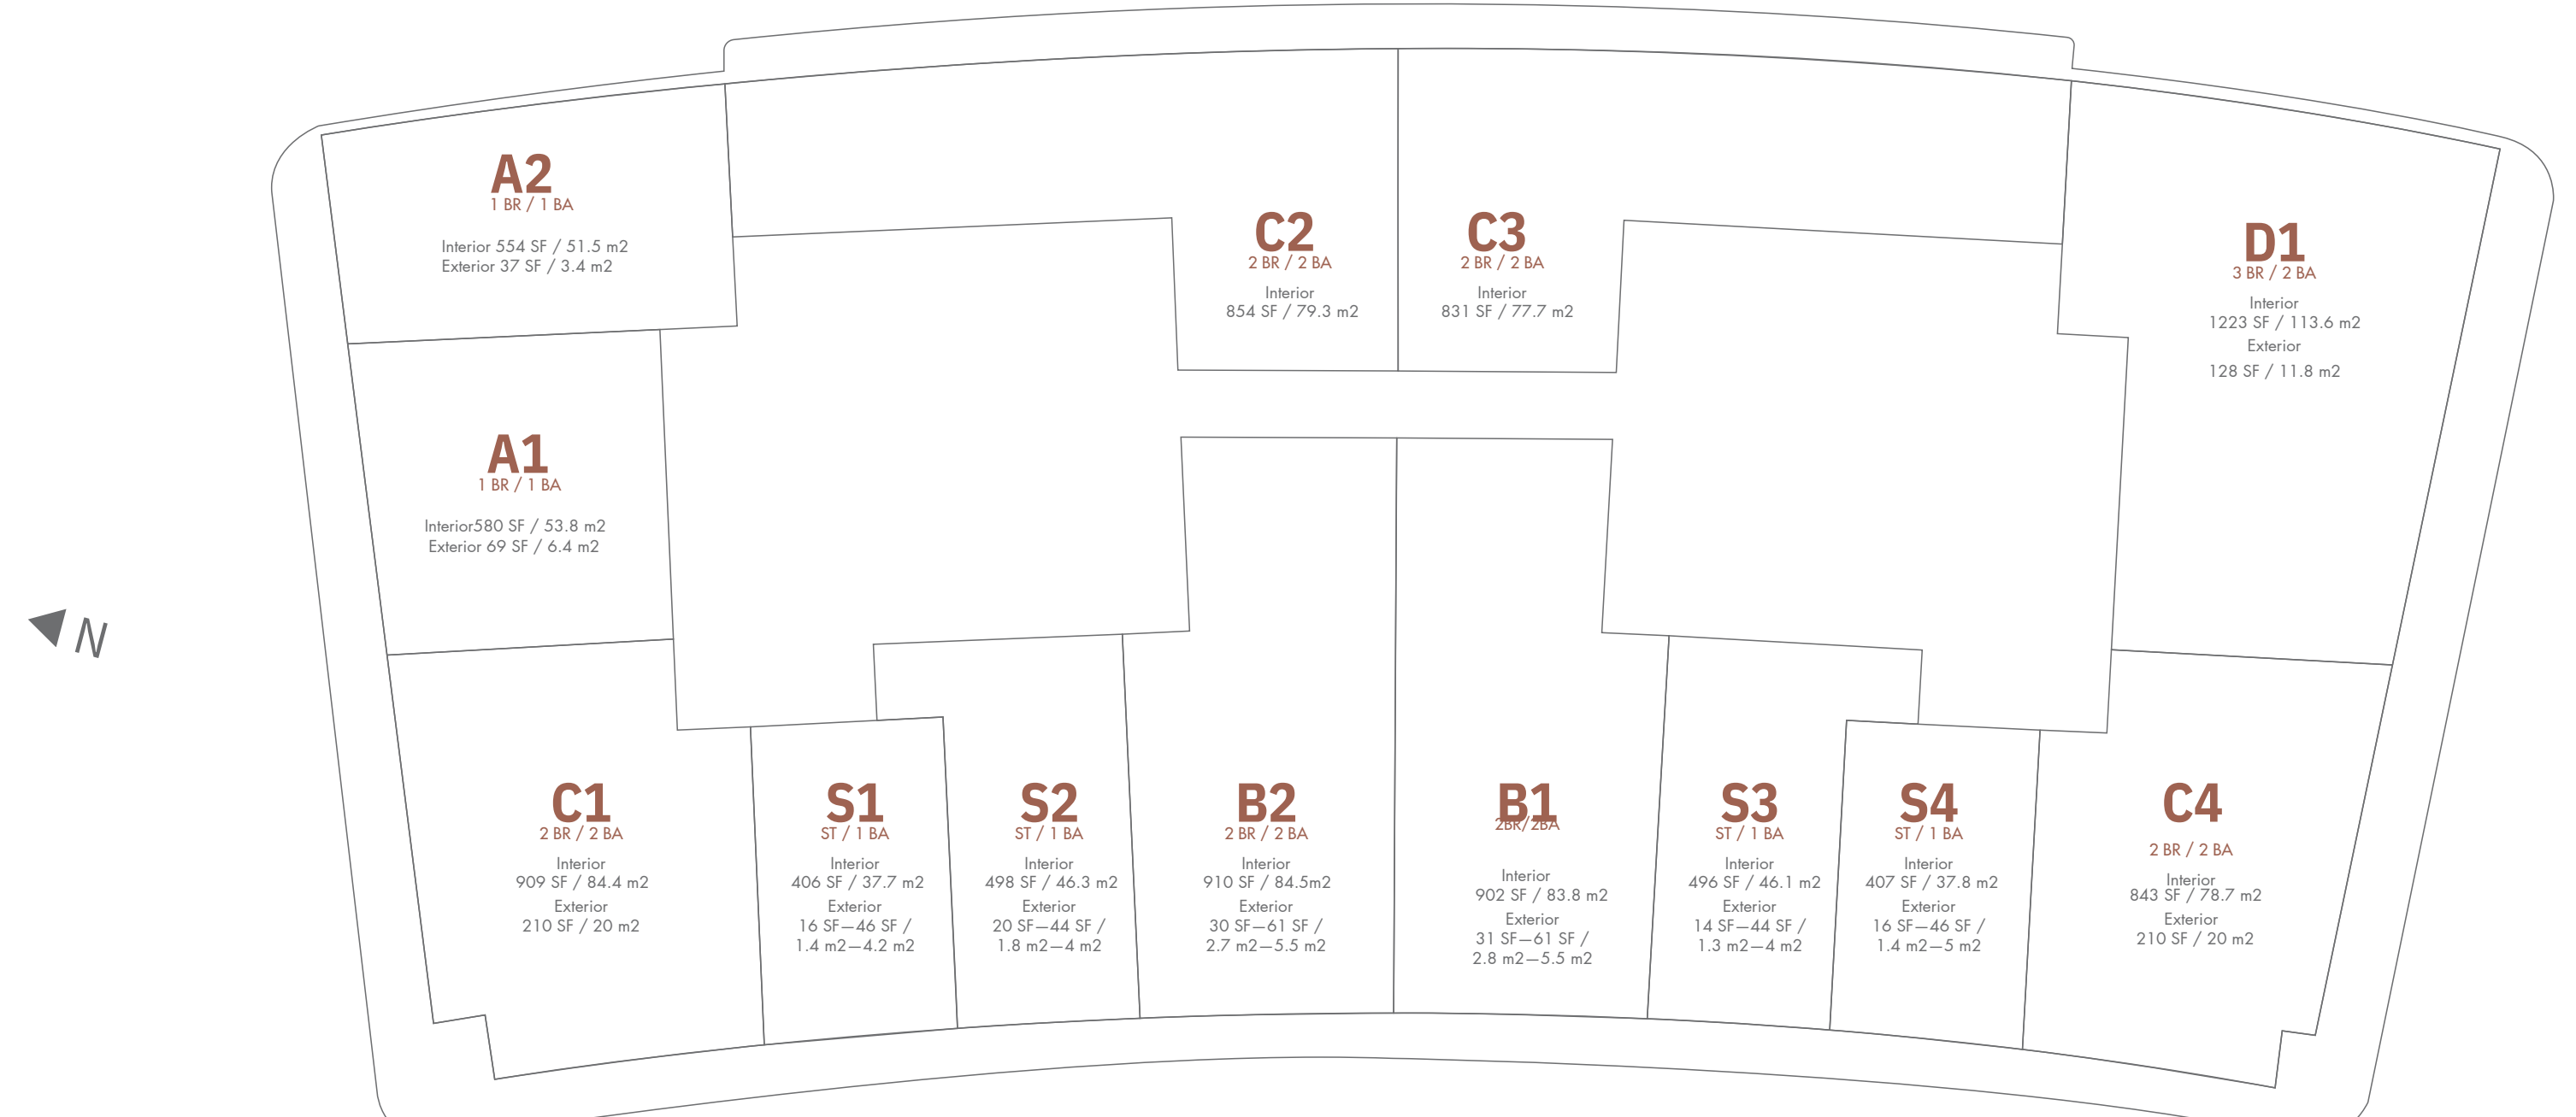 A2
1 BR / 1 BA
Interior 554 SF / 51.5 m2
Exterior 37 SF / 3.4 m2
C2
2 BR / 2 BA
Interior
854 SF / 79.3 m2
C3
2 BR / 2 BA
Interior
831 SF / 77.7 m2
D1
3 BR / 2 BA
Interior
1223 SF / 113.6 m2
Exterior
128 SF / 11.8 m2
A1
1 BR / 1 BA
Interior580 SF / 53.8 m2
Exterior 69 SF / 6.4 m2
N
C1
2 BR / 2 BA
Interior
909 SF / 84.4 m2
Exterior
210 SF / 20 m2
S1
ST / 1 BA
Interior
406 SF / 37.7 m2
Exterior
16 SF—46 SF /
1.4 m2—4.2 m2
S2
ST / 1 BA
Interior
498 SF / 46.3 m2
Exterior
20 SF—44 SF /
1.8 m2—4 m2
B2
2 BR / 2 BA
Interior
910 SF / 84.5m2
Exterior
30 SF—61 SF /
2.7 m2—5.5 m2
B1
2BR/2BA
Interior
902 SF / 83.8 m2
Exterior
31 SF—61 SF /
2.8 m2—5.5 m2
S3
ST / 1 BA
Interior
496 SF / 46.1 m2
Exterior
14 SF—44 SF /
1.3 m2—4 m2
S4
ST / 1 BA
Interior
407 SF / 37.8 m2
Exterior
16 SF—46 SF /
1.4 m2—5 m2
C4
2 BR / 2 BA
Interior
843 SF / 78.7 m2
Exterior
210 SF / 20 m2